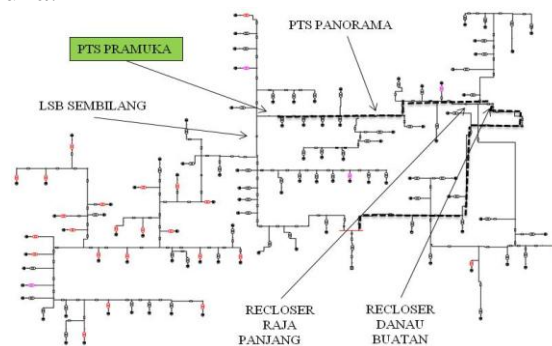 PTS PANORAMA
PTS PRAMUKA
LSB SEMBILANG
RECLOSER
RAJA
PANJANG
RECLOSER
DANAU
BUATAN